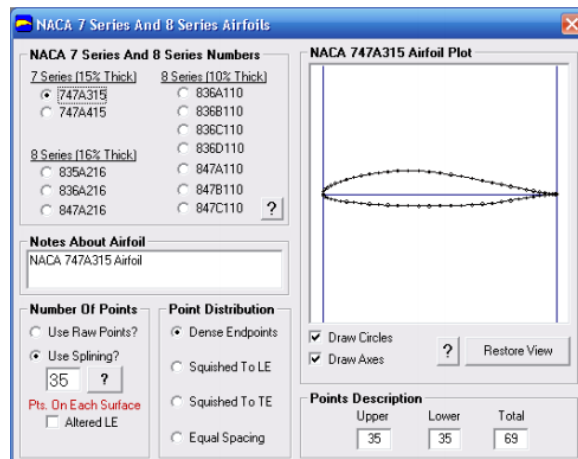 NACA 7 Series And 8 Series Airfoils
NACA 7 Series And 8 Series Numbers
7 Series (15% Thick)
747A315
747A415
8 Series (16% Thick)
835A216
836A216
847A216
8 Series (10% Thick)
836A110
836B110
836C110
836D110
847A110
847B110
847C110
?
Notes About Airfoil
NACA 747A315 Airfoil
Number Of Points
Use Raw Points?
Use Splining?
35 ?
Pts. On Each Surface
Altered LE
Point Distribution
Dense Endpoints
Squished To LE
Squished To TE
Equal Spacing
NACA 747A315 Airfoil Plot
Draw Circles
Draw Axes
?
Restore View
Points Description
Upper Lower Total
35 35 69